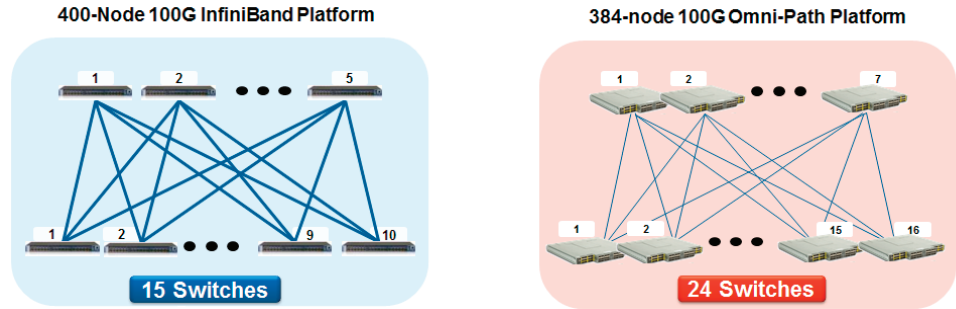 400-Node 100G InfiniBand Platform
1 2 5
1 2 9 10
15 Switches
384-node 100G Omni-Path Platform
1 2 7
1 2 15 16
24 Switches